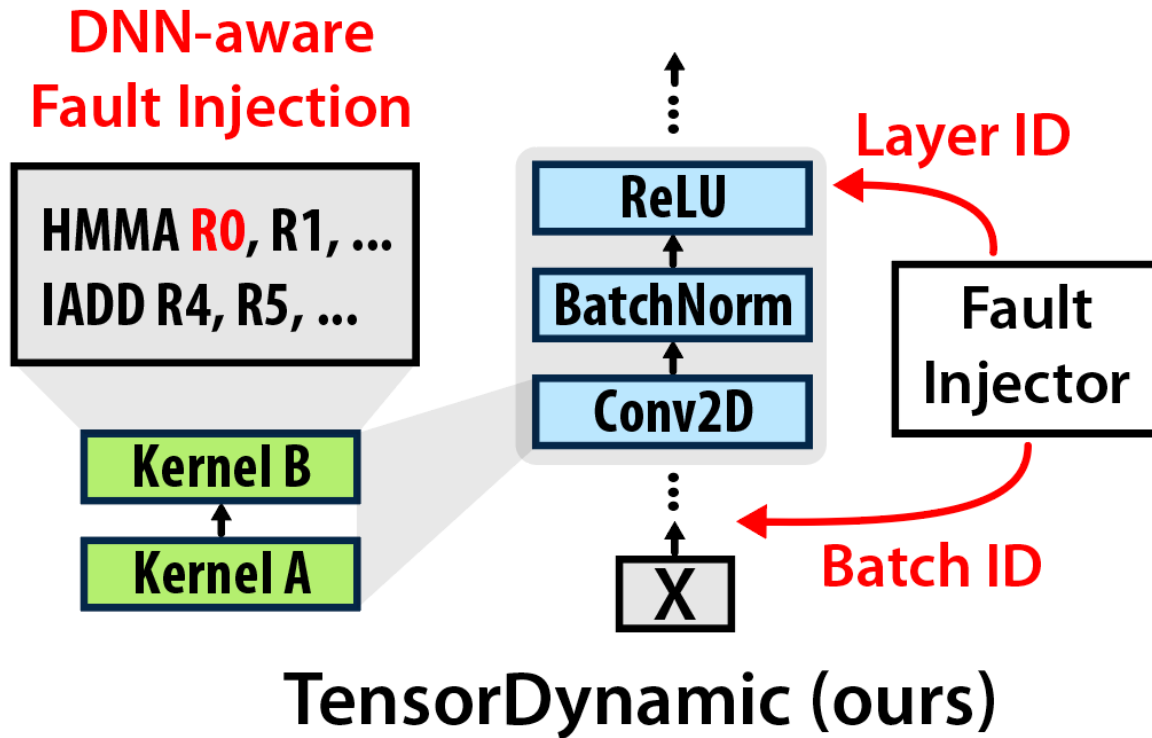 DNN-aware
Fault Injection
HMMA R0, R1, ...
IADD R4, R5, ...
Kernel B
Kernel A
ReLU
BatchNorm
Conv2D
X
Layer ID
Fault
Injector
Batch ID
TensorDynamic (ours)